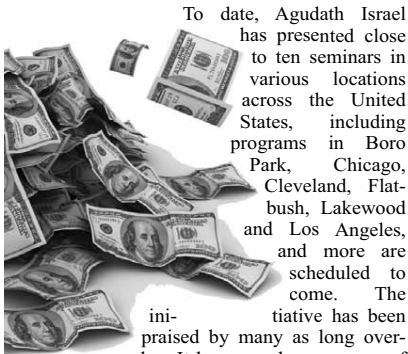 To date, Agudath Israel
has presented close
to ten seminars in
various locations
across the United
States, including
programs in Boro
Park, Chicago,
Cleveland, Flat-
bush, Lakewood
and Los Angeles,
and more are
scheduled to
come. The
ini- tiative has been
praised by many as long over-